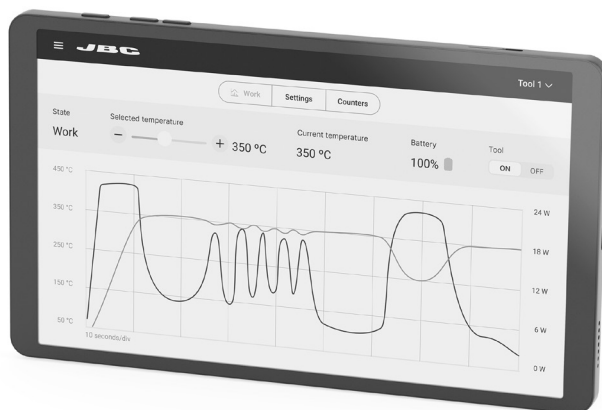 JBC
Tool 1
Work Settings Counters
State Selected temperature Current temperature Battery Tool
Work − + 350 ºC 350 ºC 100% ON OFF
450 ºC
350 ºC
250 ºC
150 ºC
50 ºC
24 W
18 W
12 W
6 W
0 W
10 seconds/div